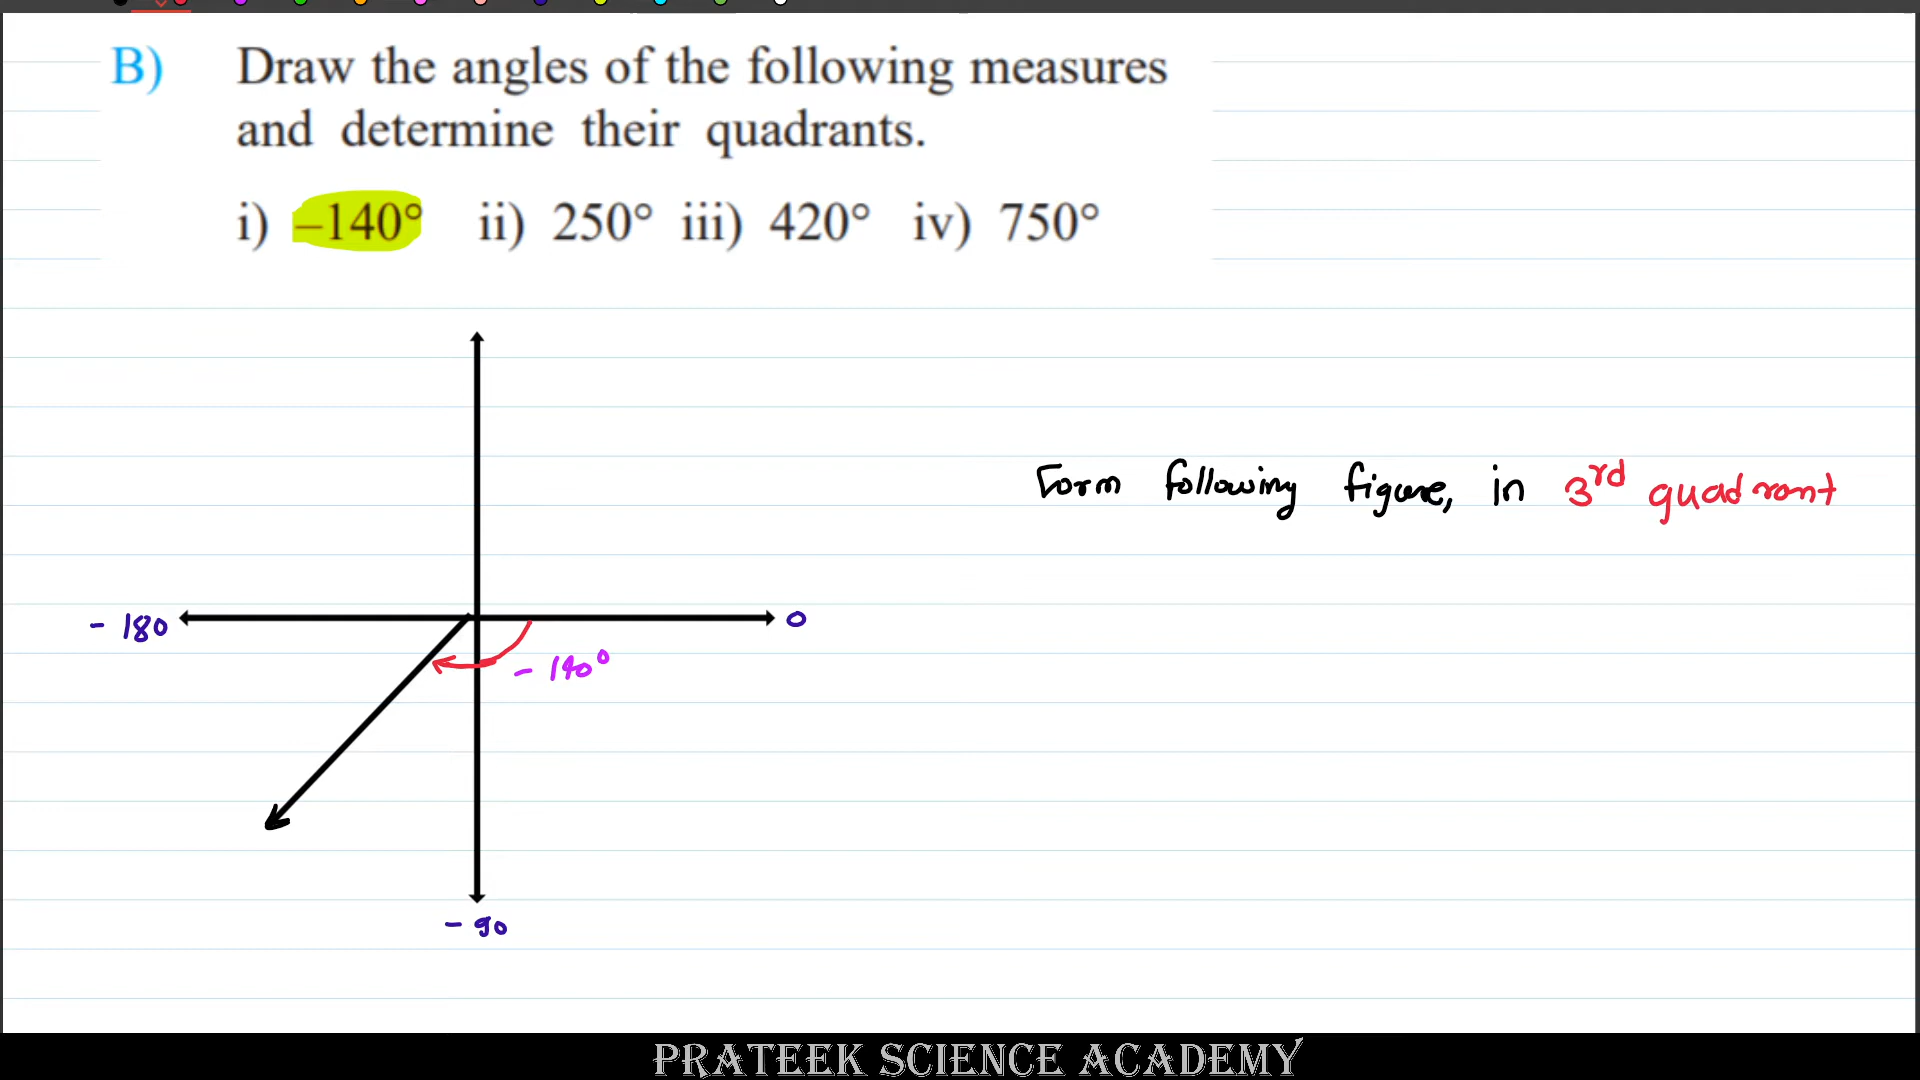 B) Draw the angles of the following measures
and determine their quadrants.
i) –140° ii) 250° iii) 420° iv) 750°
Form following figure, in 3rd quadrant
- 180
0
- 140°
- 90
PRATEEK SCIENCE ACADEMY